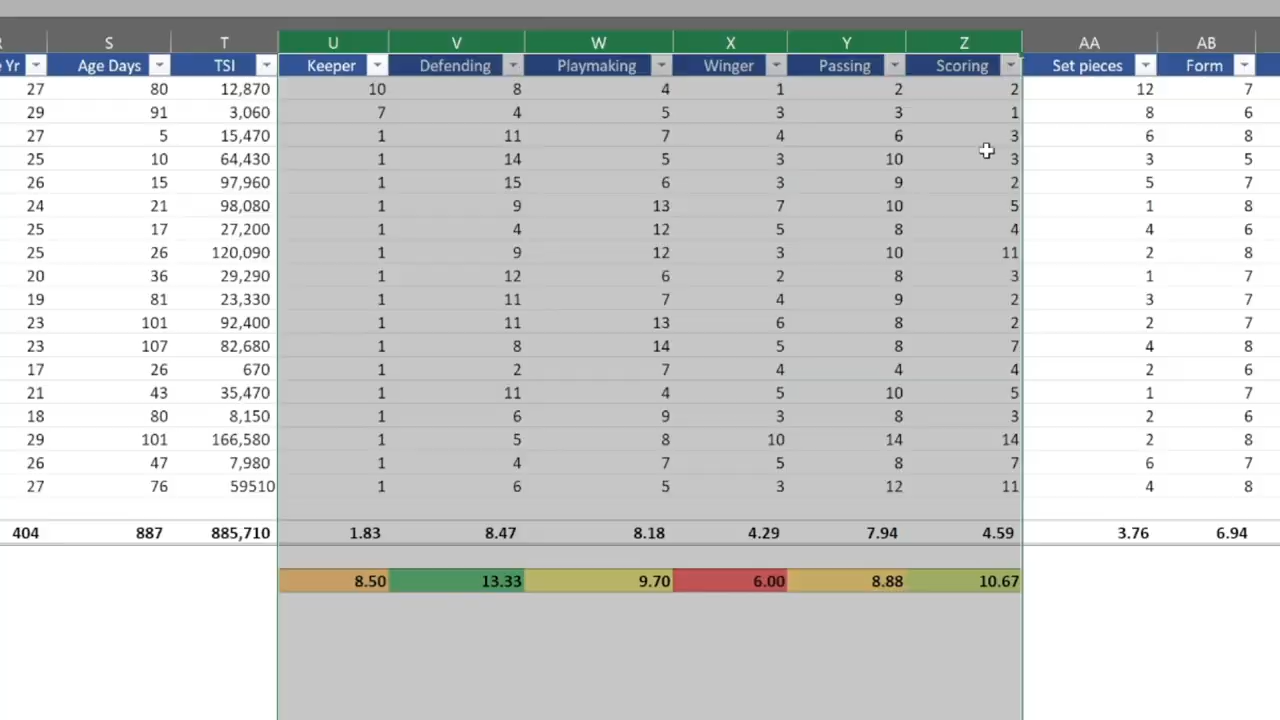 R S T U V W X Y Z AA AB
e Yr Age Days TSI Keeper Defending Playmaking Winger Passing Scoring Set pieces Form
27 80 12,870 10 8 4 1 2 2 12 7
29 91 3,060 7 4 5 3 3 1 8 6
27 5 15,470 1 11 7 4 6 3 6 8
25 10 64,430 1 14 5 3 10 3 3 5
26 15 97,960 1 15 6 3 9 2 5 7
24 21 98,080 1 9 13 7 10 5 1 8
25 17 27,200 1 4 12 5 8 4 4 6
25 26 120,090 1 9 12 3 10 11 2 8
20 36 29,290 1 12 6 2 8 3 1 7
19 81 23,330 1 11 7 4 9 2 3 7
23 101 92,400 1 11 13 6 8 2 2 7
23 107 82,680 1 8 14 5 8 7 4 8
17 26 670 1 2 7 4 4 4 2 6
21 43 35,470 1 11 4 5 10 5 1 7
18 80 8,150 1 6 9 3 8 3 2 6
29 101 166,580 1 5 8 10 14 14 2 8
26 47 7,980 1 4 7 5 8 7 6 7
27 76 59510 1 6 5 3 12 11 4 8
404 887 885,710 1.83 8.47 8.18 4.29 7.94 4.59 3.76 6.94
8.50 13.33 9.70 6.00 8.88 10.67